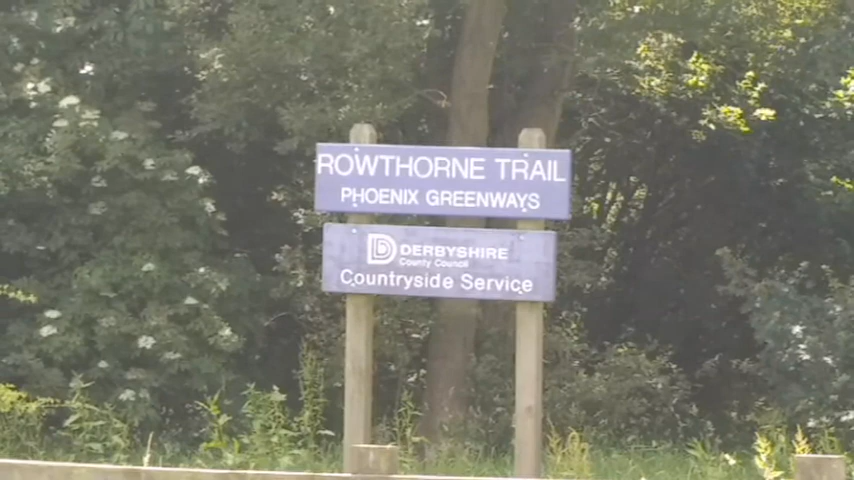 ROWTHORNE TRAIL
PHOENIX GREENWAYS
DERBYSHIRE
County Council
Countryside Service